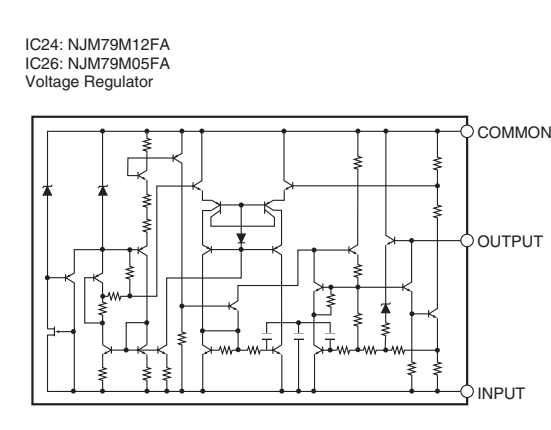 IC24: NJM79M12FA
IC26: NJM79M05FA
Voltage Regulator
COMMON
OUTPUT
INPUT